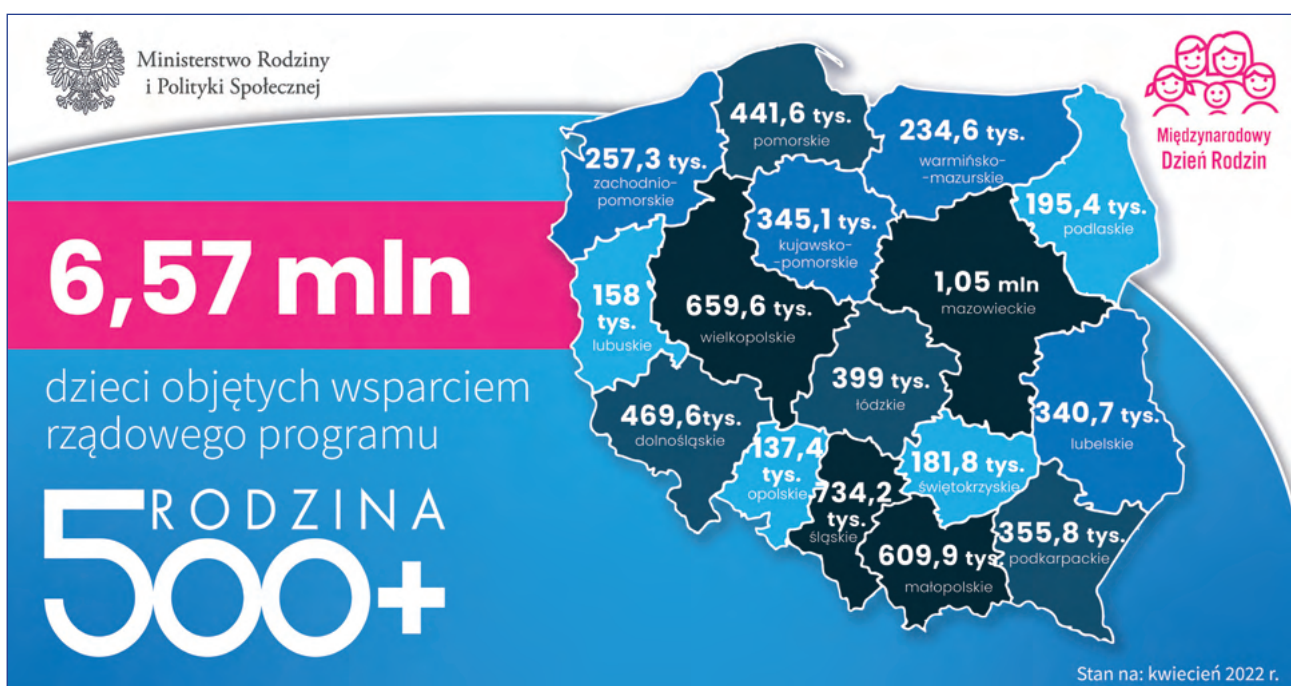 Ministerstwo Rodziny
i Polityki Społecznej
Międzynarodowy
Dzień Rodzin
6,57 mln
dzieci objętych wsparciem
rządowego programu
RODZINA
500+
441,6 tys.
pomorskie
234,6 tys.
warmińsko-
-mazurskie
257,3 tys.
zachodnio-
pomorskie
195,4 tys.
podlaskie
345,1 tys.
kujawsko-
-pomorskie
1,05 mln
mazowieckie
158
tys.
lubuskie
659,6 tys.
wielkopolskie
399 tys.
łódzkie
469,6tys.
dolnośląskie
340,7 tys.
lubelskie
137,4
tys.
opolskie
181,8 tys.
świętokrzyskie
734,2
tys.
śląskie
355,8 tys.
podkarpackie
609,9 tys.
małopolskie
Stan na: kwiecień 2022 r.